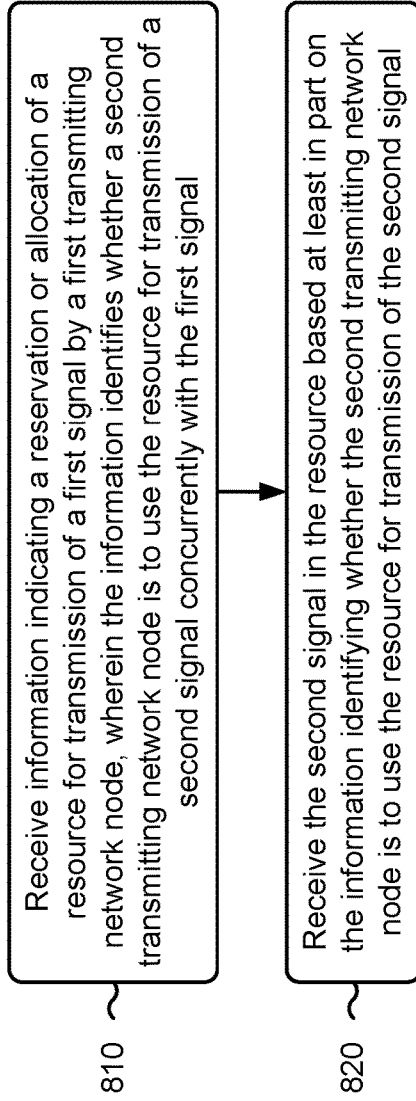 810
Receive information indicating a reservation or allocation of a
resource for transmission of a first signal by a first transmitting
network node, wherein the information identifies whether a second
transmitting network node is to use the resource for transmission of a
second signal concurrently with the first signal
820
Receive the second signal in the resource based at least in part on
the information identifying whether the second transmitting network
node is to use the resource for transmission of the second signal